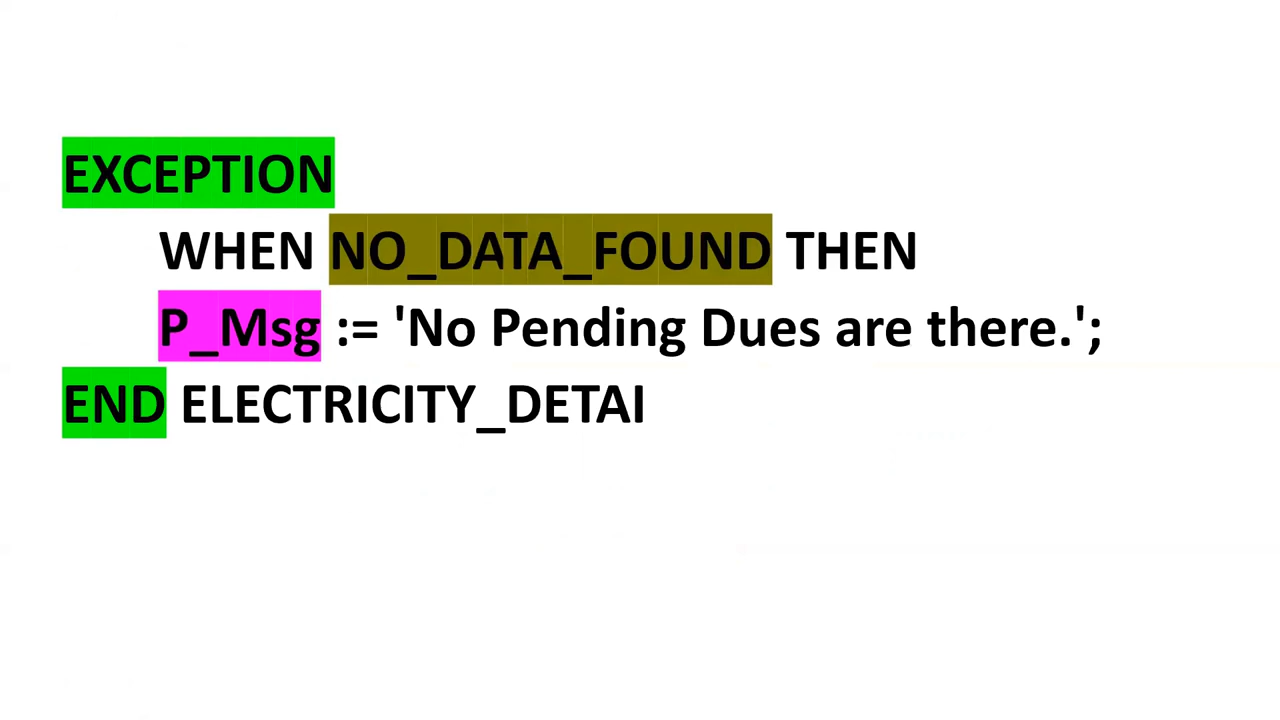 EXCEPTION
WHEN NO_DATA_FOUND THEN
P_Msg := 'No Pending Dues are there.';
END ELECTRICITY_DETAI